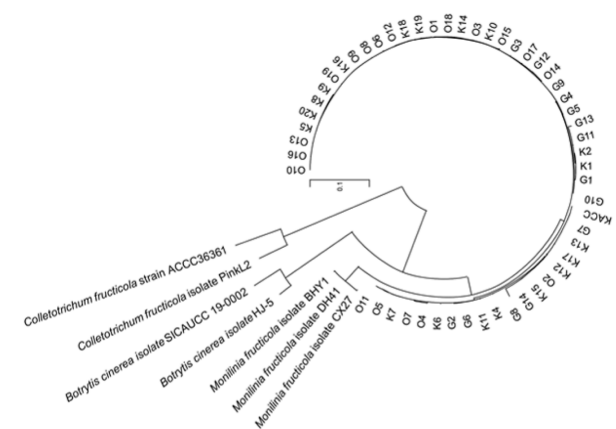 O10
O16
O13
K5
K20
K8
K9
O19
K16
O9
O8
O6
O12
K18
K19
O1
O18
K14
O3
K10
O15
G3
O17
G12
O14
G9
G4
G5
G13
G11
K2
K1
G1
G10
KACC
G7
K13
K17
K12
O2
K15
G14
G8
K4
K11
G6
G2
K6
O4
O7
K7
O5
O11
Monilinia fructicola isolate CX27
Monilinia fructicola isolate DH41
Monilinia fructicola isolate BHY1
Botrytis cinerea isolate HJ-5
Botrytis cinerea isolate SICAUCC 19-0002
Colletotrichum fructicola isolate PinkL2
Colletotrichum fructicola strain ACCC36361
0.1